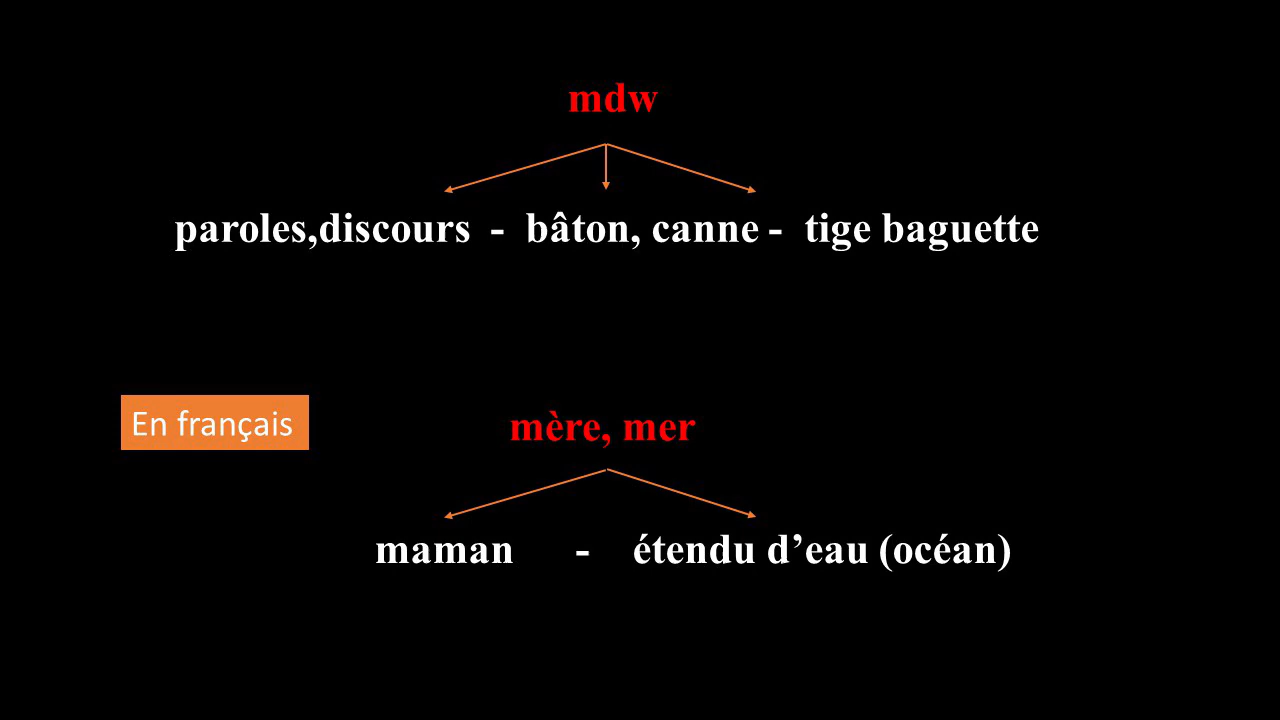 mdw
paroles,discours - bâton, canne - tige baguette
En français
mère, mer
maman - étendu d’eau (océan)